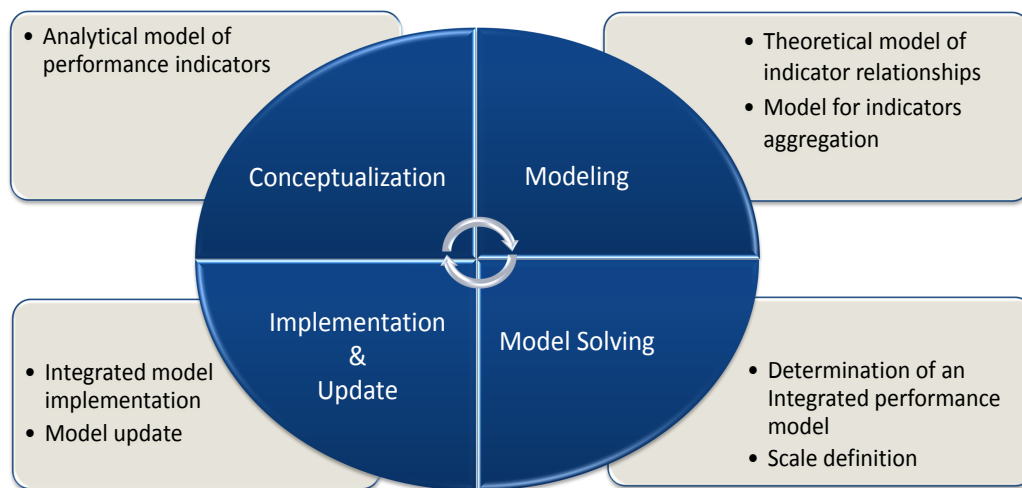 • Analytical model of
performance indicators
• Theoretical model of
indicator relationships
• Model for indicators
aggregation
Conceptualization
Modeling
Implementation
&
Update
Model Solving
• Integrated model
implementation
• Model update
• Determination of an
Integrated performance
model
• Scale definition